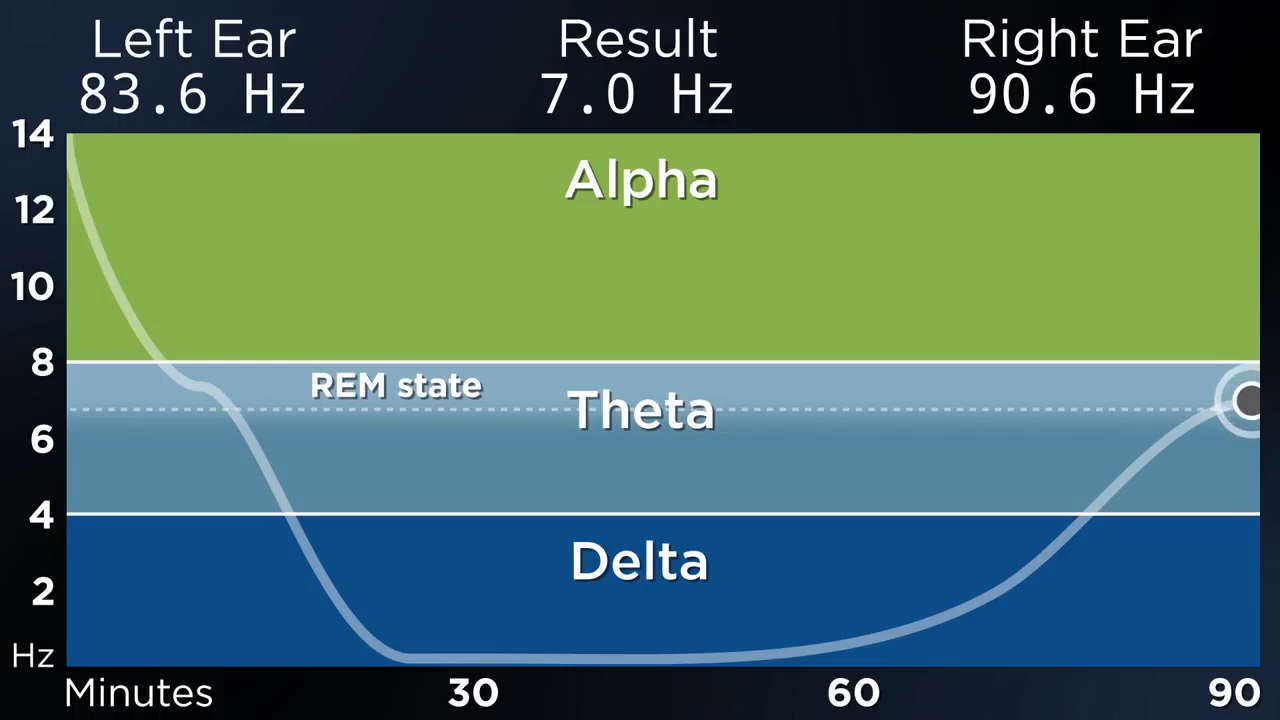 Left Ear
83.6 Hz
Result
7.0 Hz
Right Ear
90.6 Hz
14
12
10
8
6
4
2
Hz
Alpha
REM state
Theta
Delta
Minutes 30 60 90